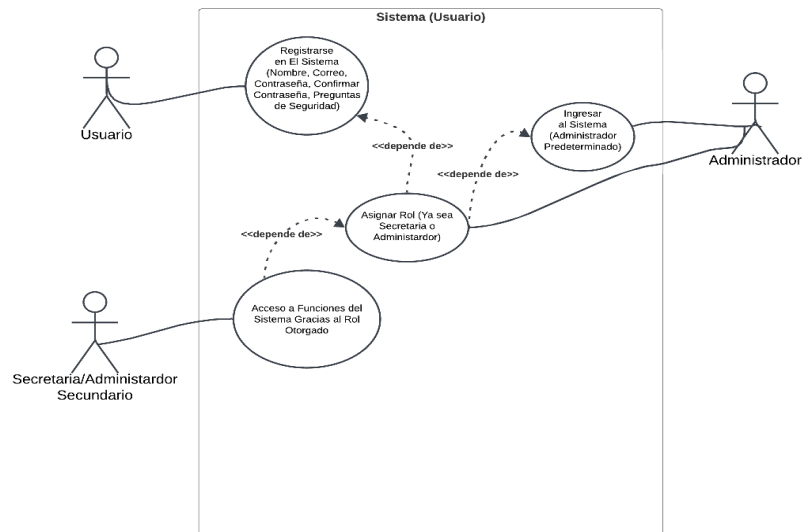 Sistema (Usuario)
Registrarse
en El Sistema
(Nombre, Correo,
Contraseña, Confirmar
Contraseña, Preguntas
de Seguridad)
Usuario
Ingresar
al Sistema
(Administrador
Predeterminado)
Administrador
<<depende de>>
<<depende de>>
Asignar Rol (Ya sea
Secretaria o
Administardor)
<<depende de>>
Acceso a Funciones del
Sistema Gracias al Rol
Otorgado
Secretaria/Administardor
Secundario